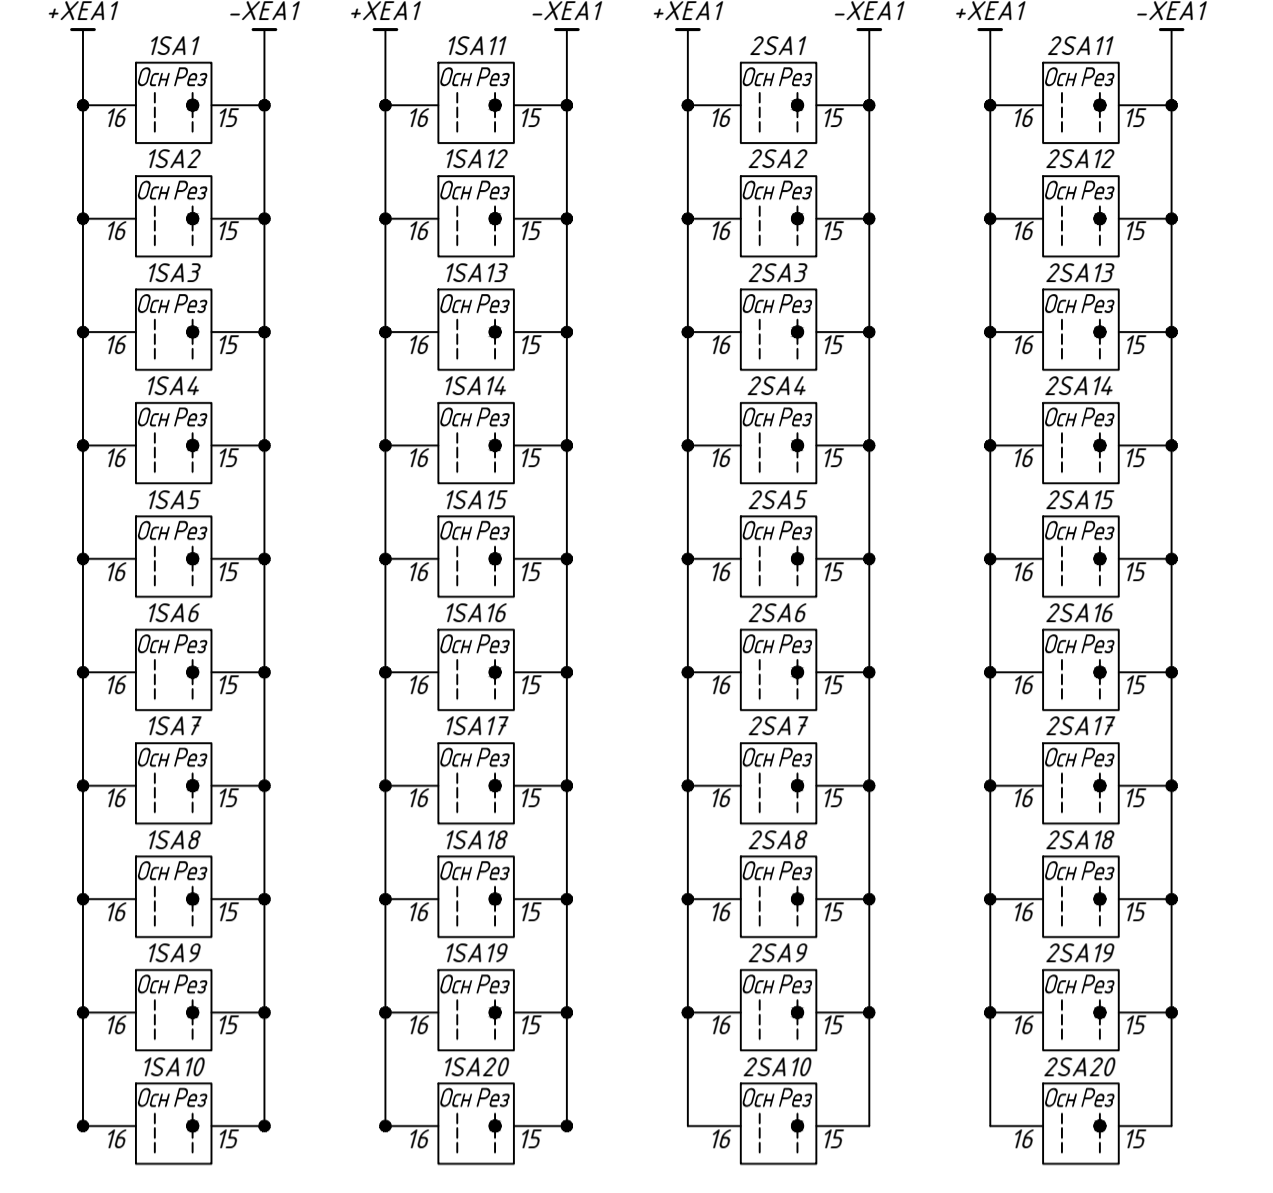 +XEA1 -XEA1 +XEA1 -XEA1 +XEA1 -XEA1 +XEA1 -XEA1
1SA1 1SA11 2SA1 2SA11
Осн Рез Осн Рез Осн Рез Осн Рез
16 15 16 15 16 15 16 15
1SA2 1SA12 2SA2 2SA12
Осн Рез Осн Рез Осн Рез Осн Рез
16 15 16 15 16 15 16 15
1SA3 1SA13 2SA3 2SA13
Осн Рез Осн Рез Осн Рез Осн Рез
16 15 16 15 16 15 16 15
1SA4 1SA14 2SA4 2SA14
Осн Рез Осн Рез Осн Рез Осн Рез
16 15 16 15 16 15 16 15
1SA5 1SA15 2SA5 2SA15
Осн Рез Осн Рез Осн Рез Осн Рез
16 15 16 15 16 15 16 15
1SA6 1SA16 2SA6 2SA16
Осн Рез Осн Рез Осн Рез Осн Рез
16 15 16 15 16 15 16 15
1SA7 1SA17 2SA7 2SA17
Осн Рез Осн Рез Осн Рез Осн Рез
16 15 16 15 16 15 16 15
1SA8 1SA18 2SA8 2SA18
Осн Рез Осн Рез Осн Рез Осн Рез
16 15 16 15 16 15 16 15
1SA9 1SA19 2SA9 2SA19
Осн Рез Осн Рез Осн Рез Осн Рез
16 15 16 15 16 15 16 15
1SA10 1SA20 2SA10 2SA20
Осн Рез Осн Рез Осн Рез Осн Рез
16 15 16 15 16 15 16 15